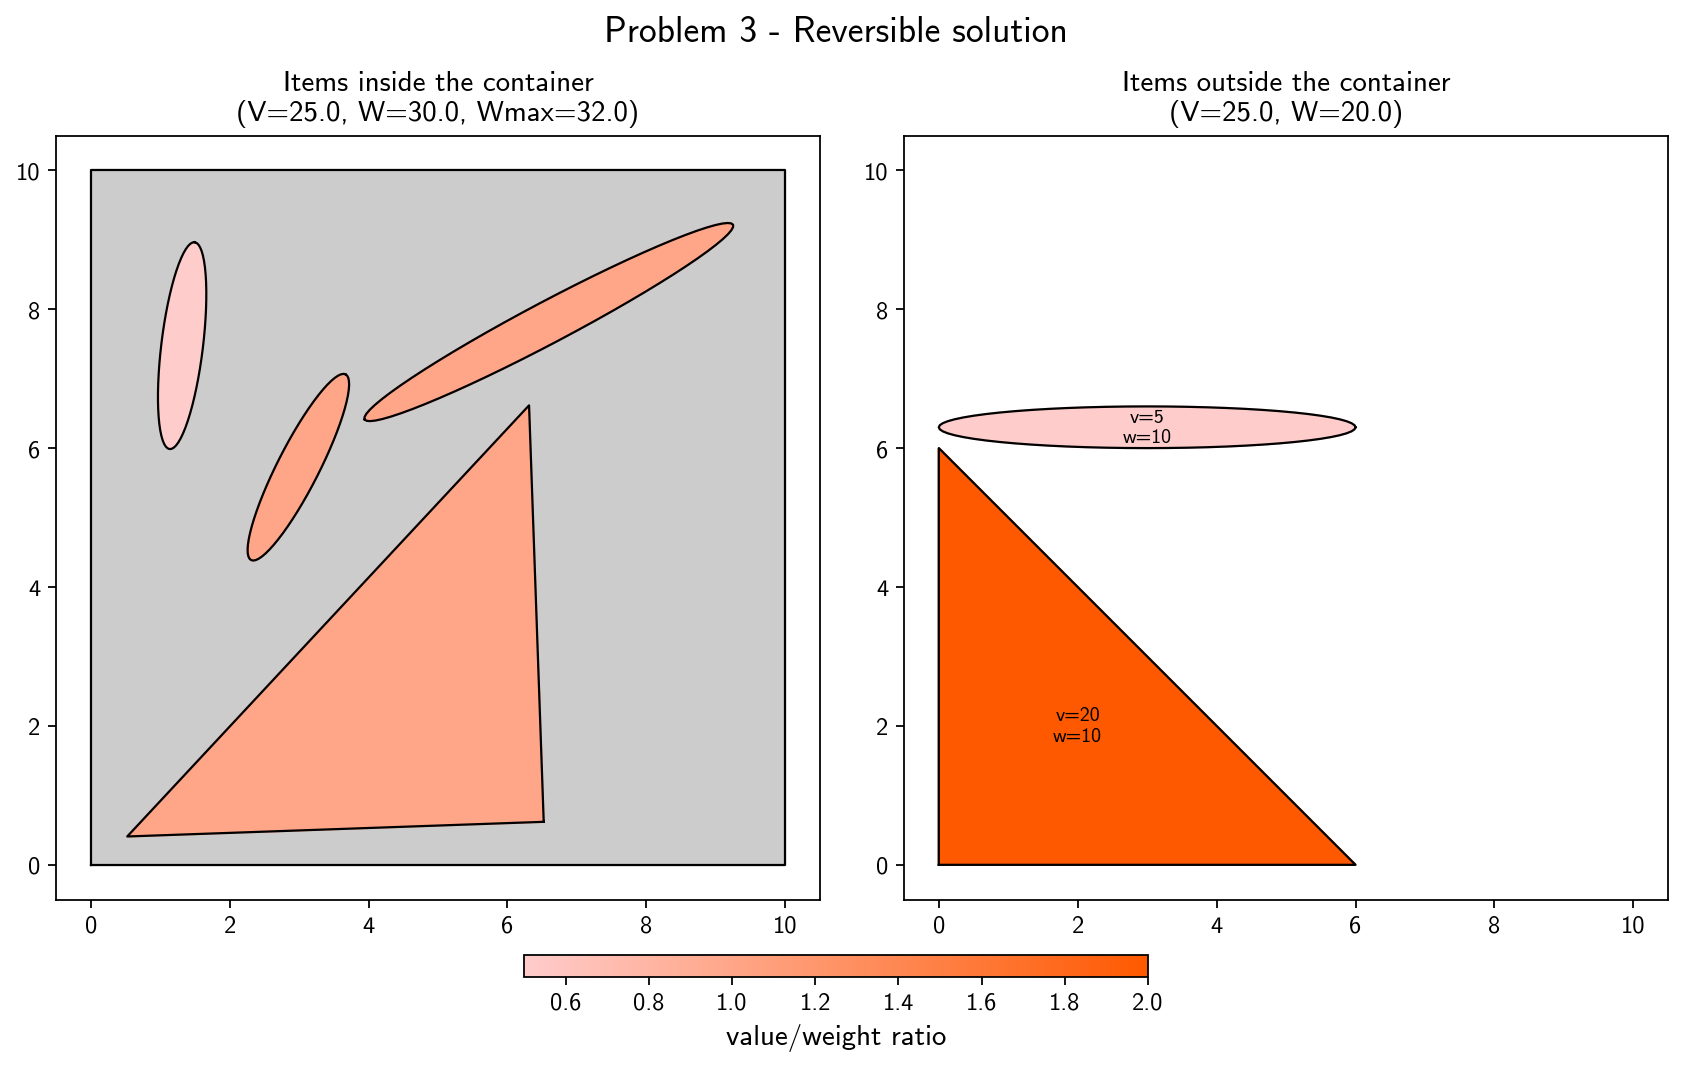 Problem 3 - Reversible solution
Items inside the container
(V=25.0, W=30.0, Wmax=32.0)
10
8
6
4
2
0
0 2 4 6 8 10
Items outside the container
(V=25.0, W=20.0)
10
8
6
4
2
0
v=5
w=10
v=20
w=10
0 2 4 6 8 10
0.6 0.8 1.0 1.2 1.4 1.6 1.8 2.0
value/weight ratio